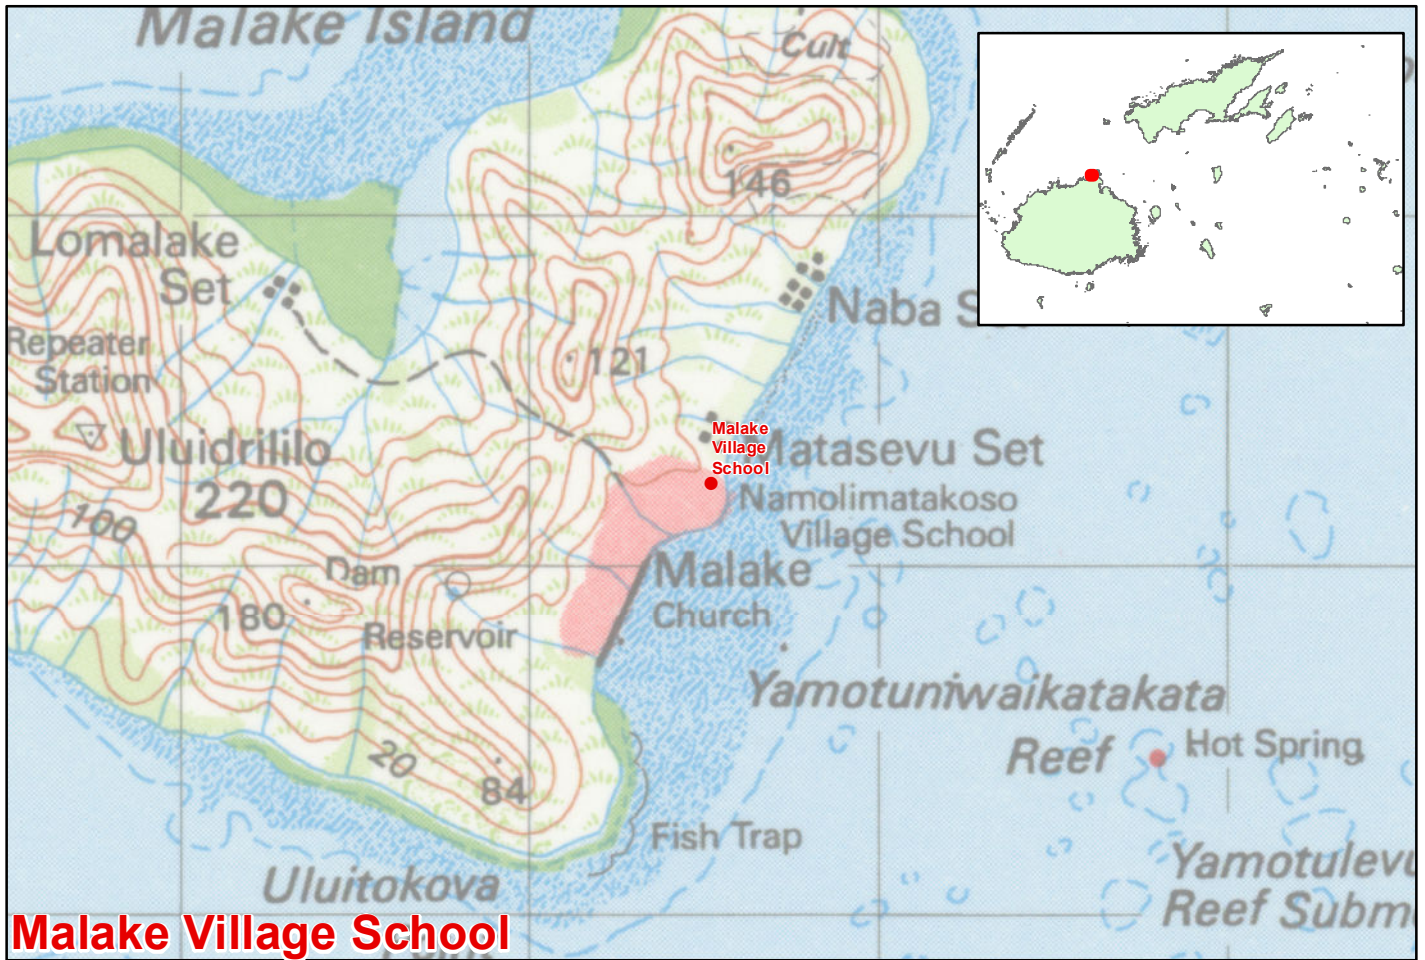 Malake Island
Cult
146
Lomalake
Set
Naba
Repeater
Station
121
Malake
Village
School
Uluidrililo
220
Matasevu Set
Namolimatakoso
Village School
100
Dam
Malake
Church
180
Reservoir
Yamotuniwaikatakata
Reef
Hot Spring
20
84
Fish Trap
Uluitokova
Yamotulevu
Reef
Malake Village School